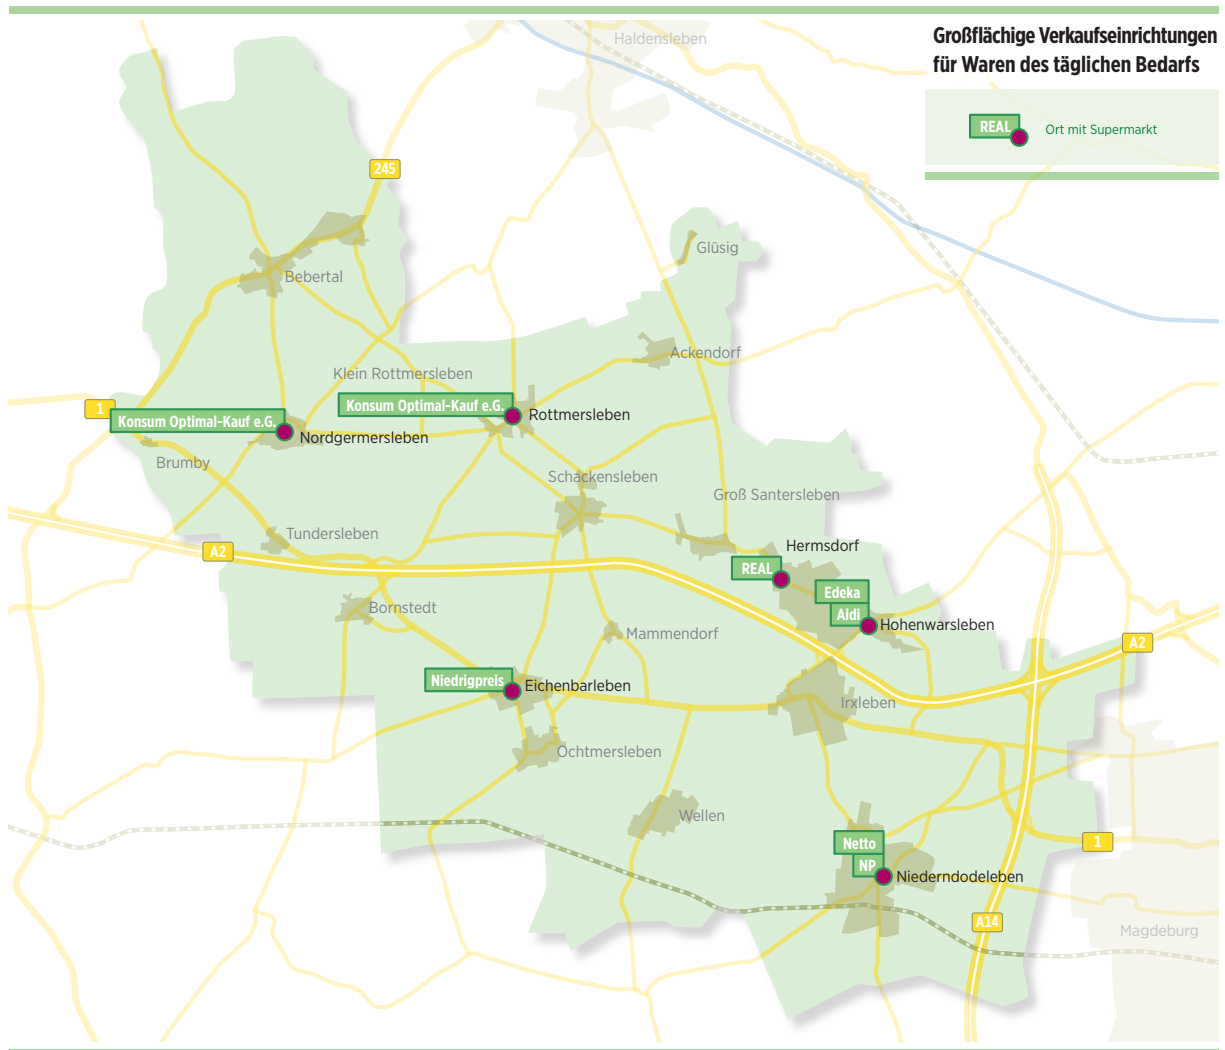 Großflächige Verkaufseinrichtungen
für Waren des täglichen Bedarfs
REAL
Ort mit Supermarkt
Haldensleben
245
Glüsig
Bebertal
Ackendorf
Klein Rottmersleben
1
Konsum Optimal-Kauf e.G.
Konsum Optimal-Kauf e.G.
Rottmersleben
Nordgermersleben
Brumby
Schackensleben
Groß Santersleben
Tundersleben
Hermsdorf
A2
REAL
Edeka
Aldi
Bornstedt
Hohenwarsleben
Mammendorf
A2
Niedrigpreis
Eichenbarleben
Irxleben
Ochtmersleben
Wellen
Netto
1
NP
Niederndodeleben
A14
Magdeburg